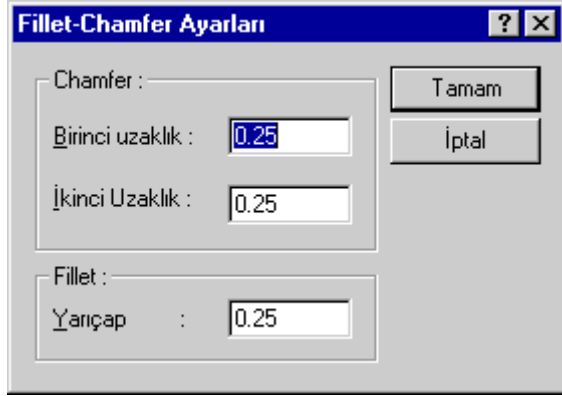 Fillet-Chamfer Ayarları
Chamfer :
Birinci uzaklık : 0.25
İkinci Uzaklık : 0.25
Fillet :
Yarıçap : 0.25
Tamam
İptal